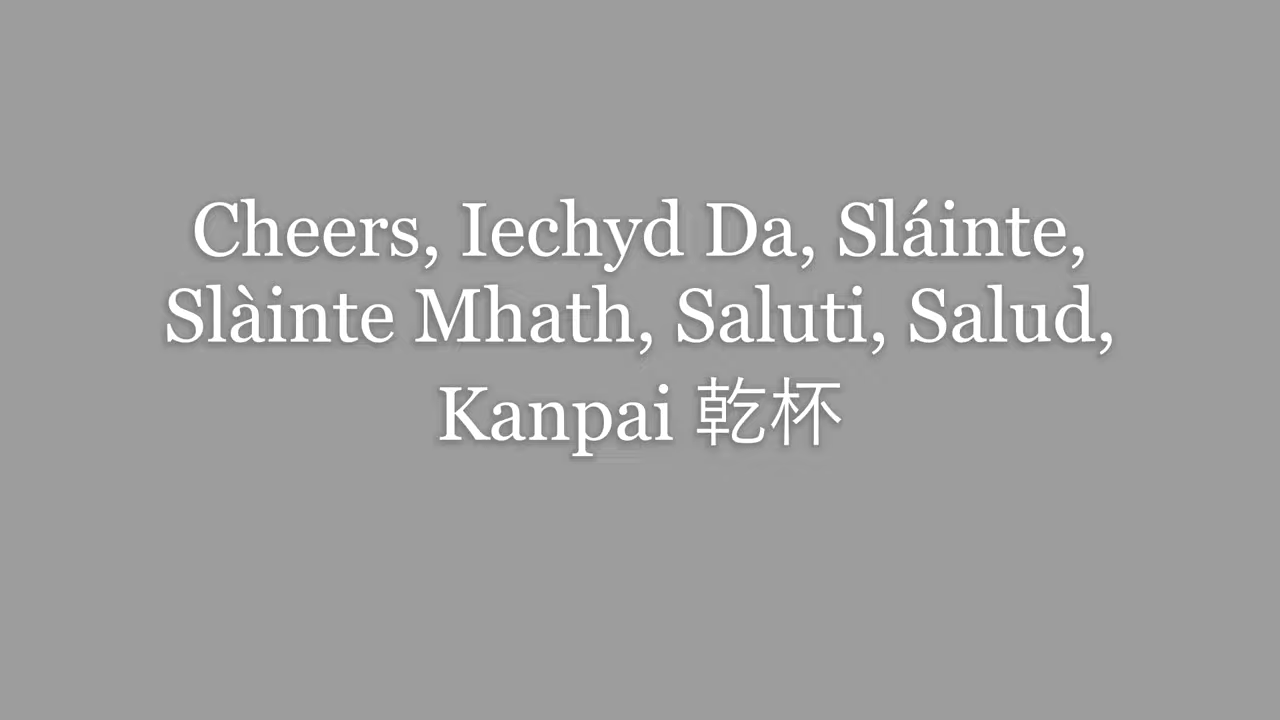 Cheers, Iechyd Da, Sláinte,
Slàinte Mhath, Saluti, Salud,
Kanpai 乾杯